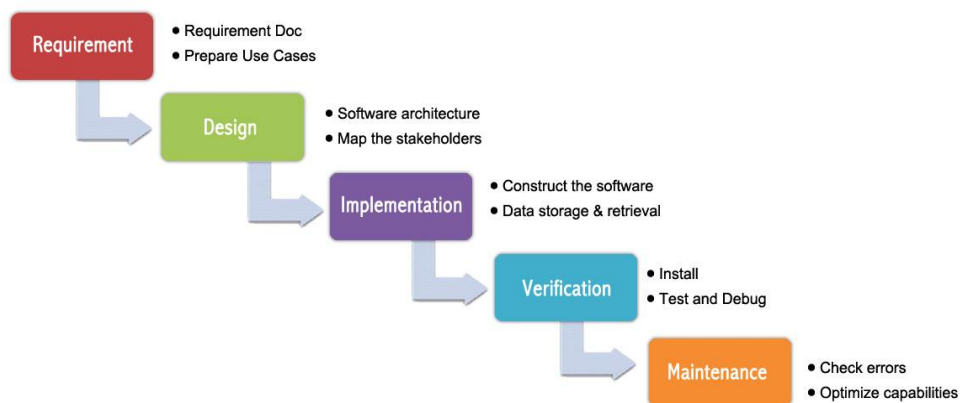 Requirement
• Requirement Doc
• Prepare Use Cases
Design
• Software architecture
• Map the stakeholders
Implementation
• Construct the software
• Data storage & retrieval
Verification
• Install
• Test and Debug
Maintenance
• Check errors
• Optimize capabilities